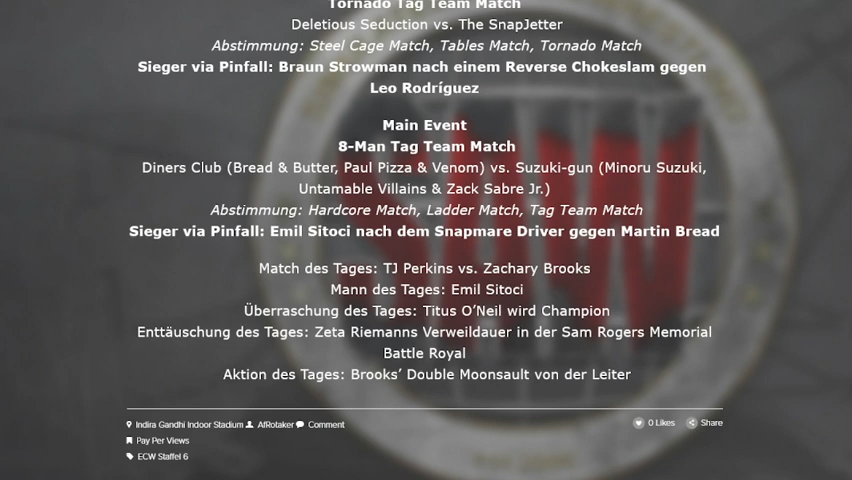 Tornado Tag Team Match
Deletious Seduction vs. The SnapJetter
Abstimmung: Steel Cage Match, Tables Match, Tornado Match
Sieger via Pinfall: Braun Strowman nach einem Reverse Chokeslam gegen
Leo Rodríguez
Main Event
8-Man Tag Team Match
Diners Club (Bread & Butter, Paul Pizza & Venom) vs. Suzuki-gun (Minoru Suzuki,
Untamable Villains & Zack Sabre Jr.)
Abstimmung: Hardcore Match, Ladder Match, Tag Team Match
Sieger via Pinfall: Emil Sitoci nach dem Snapmare Driver gegen Martin Bread
Match des Tages: TJ Perkins vs. Zachary Brooks
Mann des Tages: Emil Sitoci
Überraschung des Tages: Titus O’Neil wird Champion
Enttäuschung des Tages: Zeta Riemanns Verweildauer in der Sam Rogers Memorial
Battle Royal
Aktion des Tages: Brooks’ Double Moonsault von der Leiter
Indira Gandhi Indoor Stadium AfRotaker Comment 0 Likes Share
Pay Per Views
ECW Staffel 6